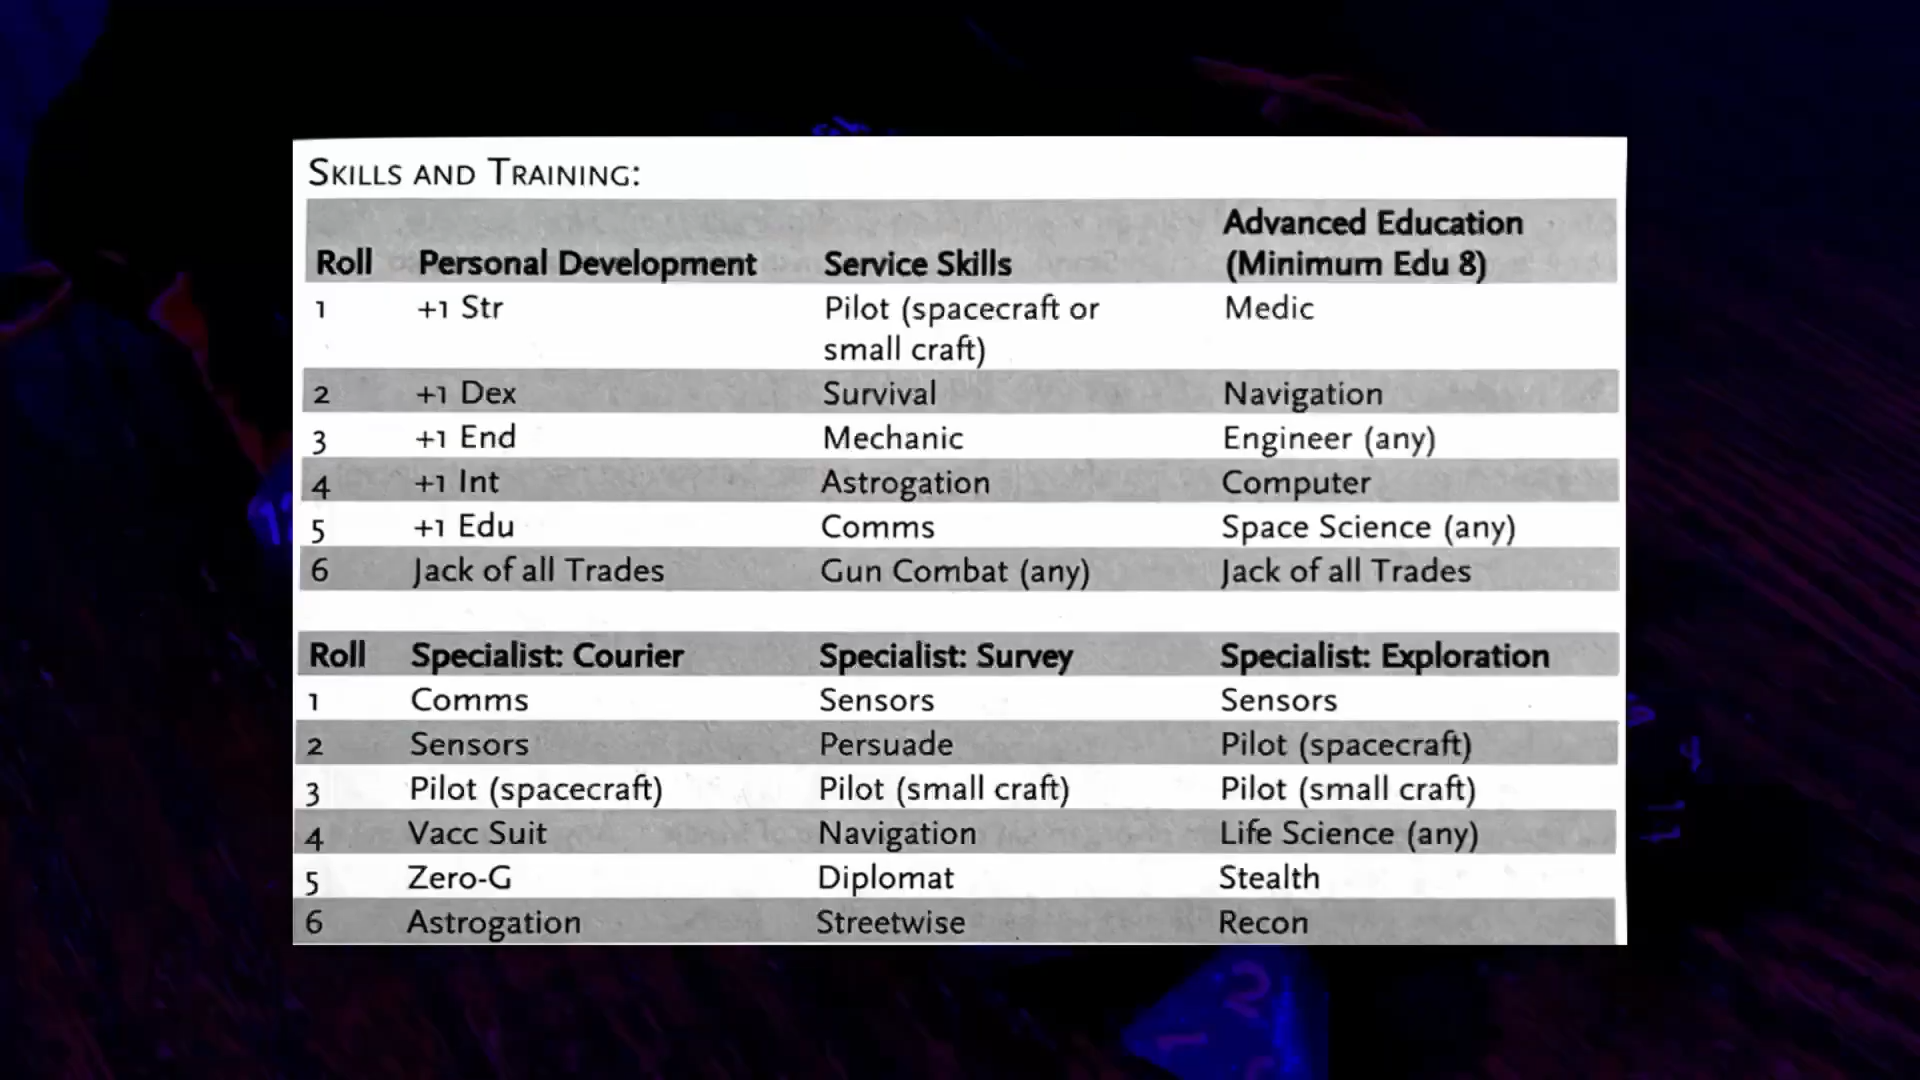 SKILLS AND TRAINING:
Advanced Education
Roll Personal Development Service Skills (Minimum Edu 8)
1 +1 Str Pilot (spacecraft or Medic
small craft)
2 +1 Dex Survival Navigation
3 +1 End Mechanic Engineer (any)
4 +1 Int Astrogation Computer
5 +1 Edu Comms Space Science (any)
6 Jack of all Trades Gun Combat (any) Jack of all Trades
Roll Specialist: Courier Specialist: Survey Specialist: Exploration
1 Comms Sensors Sensors
2 Sensors Persuade Pilot (spacecraft)
3 Pilot (spacecraft) Pilot (small craft) Pilot (small craft)
4 Vacc Suit Navigation Life Science (any)
5 Zero-G Diplomat Stealth
6 Astrogation Streetwise Recon
4
11
2
1